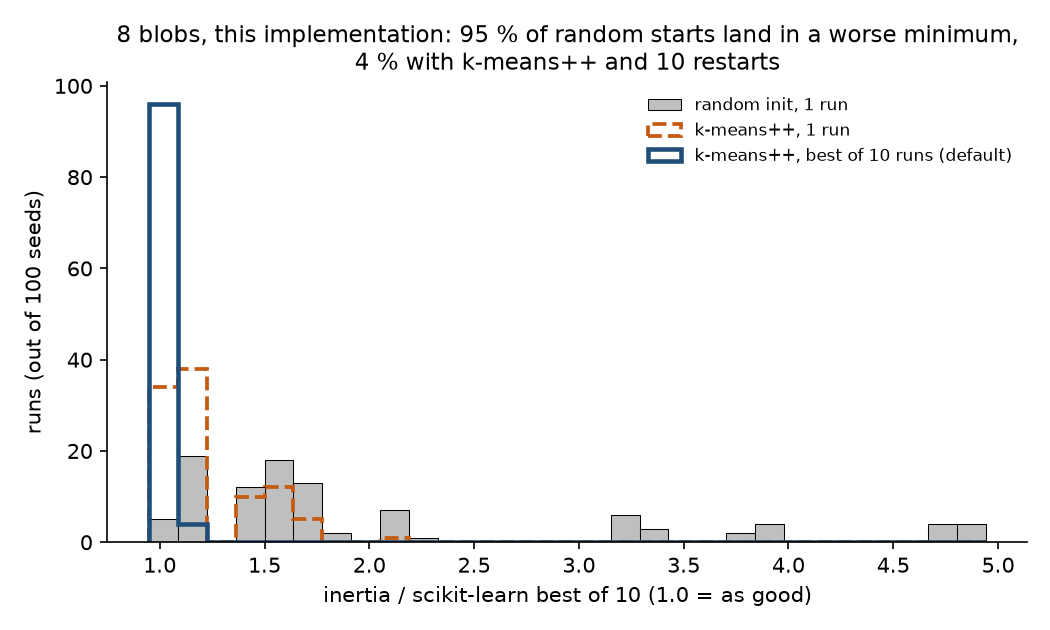 8 blobs, this implementation: 95 % of random starts land in a worse minimum,
4 % with k-means++ and 10 restarts
random init, 1 run
k-means++, 1 run
k-means++, best of 10 runs (default)
runs (out of 100 seeds)
100
80
60
40
20
0
1.0 1.5 2.0 2.5 3.0 3.5 4.0 4.5 5.0
inertia / scikit-learn best of 10 (1.0 = as good)